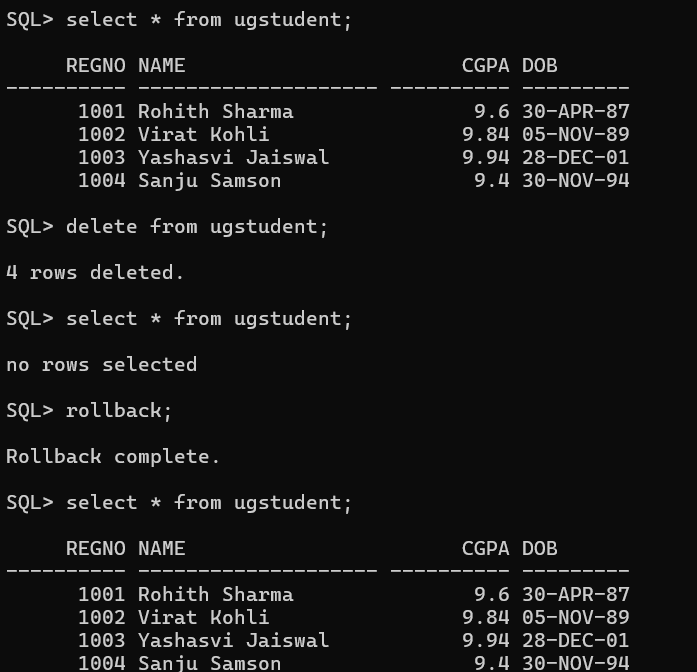 SQL> select * from ugstudent;
REGNO NAME CGPA DOB
---------- -------------------- ---------- ---------
1001 Rohith Sharma 9.6 30-APR-87
1002 Virat Kohli 9.84 05-NOV-89
1003 Yashasvi Jaiswal 9.94 28-DEC-01
1004 Sanju Samson 9.4 30-NOV-94
SQL> delete from ugstudent;
4 rows deleted.
SQL> select * from ugstudent;
no rows selected
SQL> rollback;
Rollback complete.
SQL> select * from ugstudent;
REGNO NAME CGPA DOB
---------- -------------------- ---------- ---------
1001 Rohith Sharma 9.6 30-APR-87
1002 Virat Kohli 9.84 05-NOV-89
1003 Yashasvi Jaiswal 9.94 28-DEC-01
1004 Sanju Samson 9.4 30-NOV-94